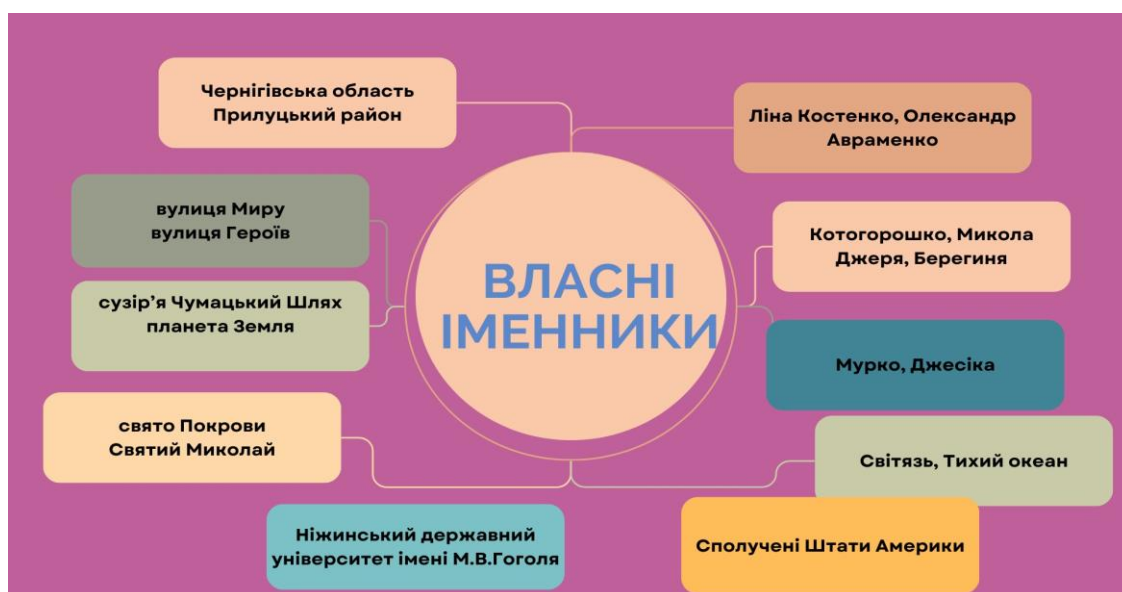 Чернігівська область
Прилуцький район
Ліна Костенко, Олександр
Авраменко
вулиця Миру
вулиця Героїв
Котогорошко, Микола
Джеря, Берегиня
ВЛАСНІ
ІМЕННИКИ
сузір’я Чумацький Шлях
планета Земля
Мурко, Джесіка
свято Покрови
Святий Миколай
Світязь, Тихий океан
Ніжинський державний
університет імені М.В.Гоголя
Сполучені Штати Америки